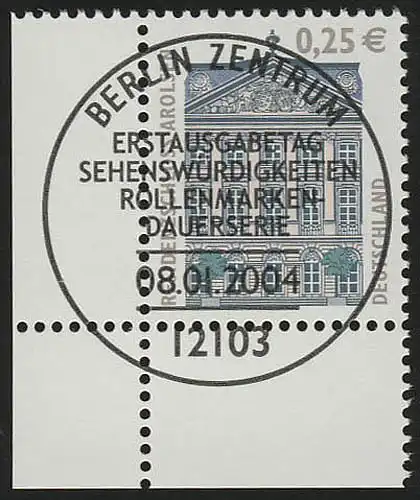 0,25 €
BERLIN ZENTRUM
ERSTAUSGABETAG
SEHENSWÜRDIGKEITEN
ROLLENMARKEN-
DAUERSERIE
08.01.2004
12103
DEUTSCHLAND